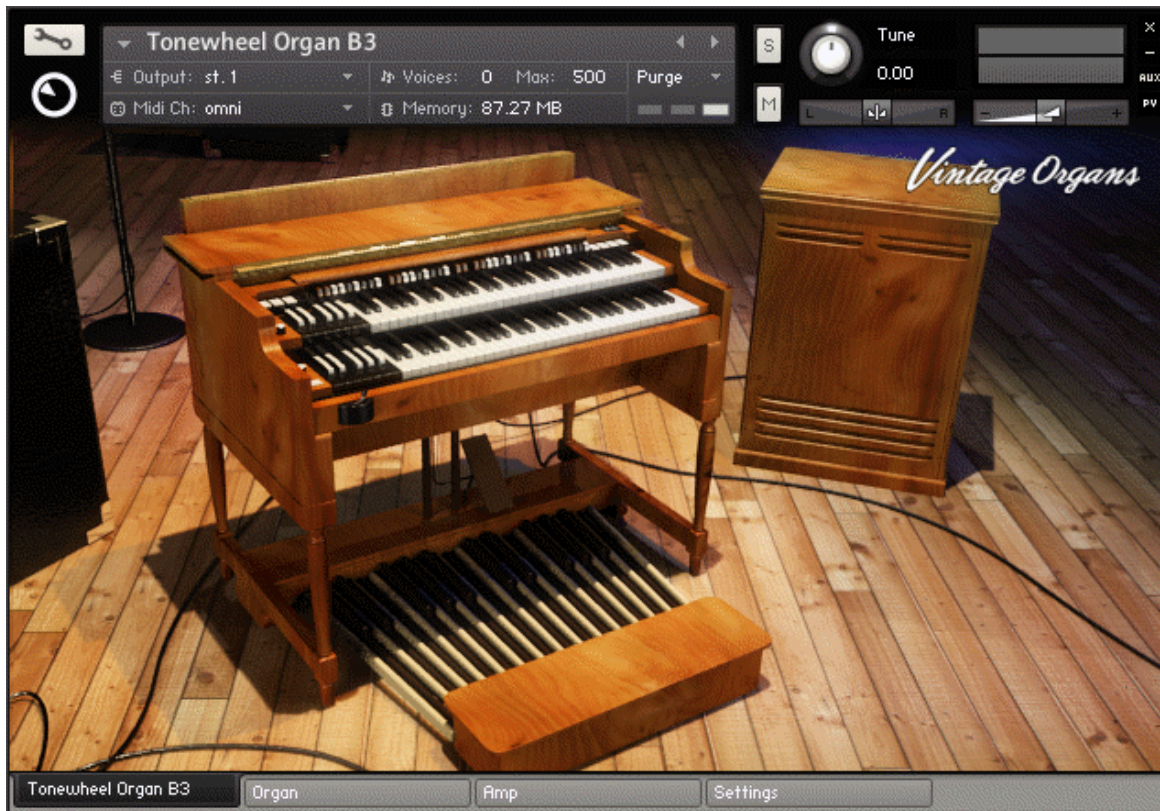 Tonewheel Organ B3
S
Tune
0.00
X
Output: st. 1
Voices: 0 Max: 500
Purge
AUX
Midi Ch: omni
Memory: 87.27 MB
M
L
R
-
+
PV
Vintage Organs
Tonewheel Organ B3
Organ
Amp
Settings